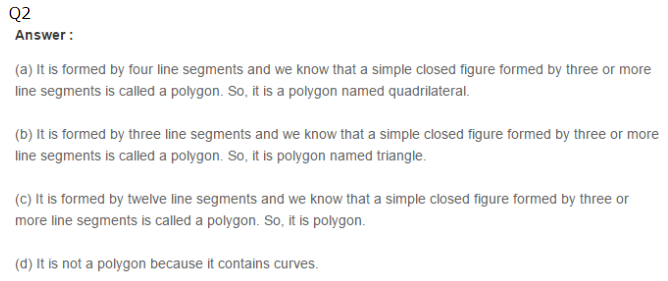 Q2
Answer :
(a) It is formed by four line segments and we know that a simple closed figure formed by three or more
line segments is called a polygon. So, it is a polygon named quadrilateral.
(b) It is formed by three line segments and we know that a simple closed figure formed by three or more
line segments is called a polygon. So, it is polygon named triangle.
(c) It is formed by twelve line segments and we know that a simple closed figure formed by three or
more line segments is called a polygon. So, it is polygon.
(d) It is not a polygon because it contains curves.